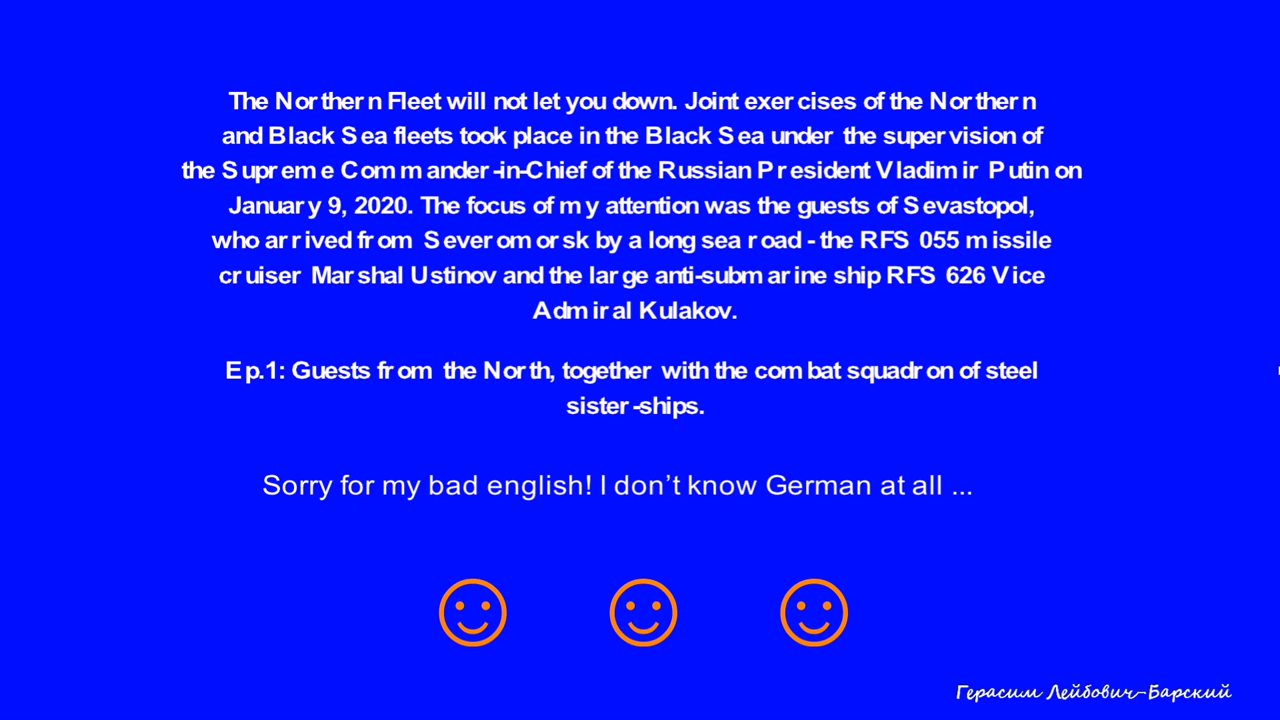 The Northern Fleet will not let you down. Joint exercises of the Northern
and Black Sea fleets took place in the Black Sea under the supervision of
the Supreme Commander-in-Chief of the Russian President Vladimir Putin on
January 9, 2020. The focus of my attention was the guests of Sevastopol,
who arrived from Severomorsk by a long sea road - the RFS 055 missile
cruiser Marshal Ustinov and the large anti-submarine ship RFS 626 Vice
Admiral Kulakov.
Ep.1: Guests from the North, together with the combat squadron of steel
sister-ships.
Sorry for my bad english! I don’t know German at all ...
Герасим Лейбович-Барский